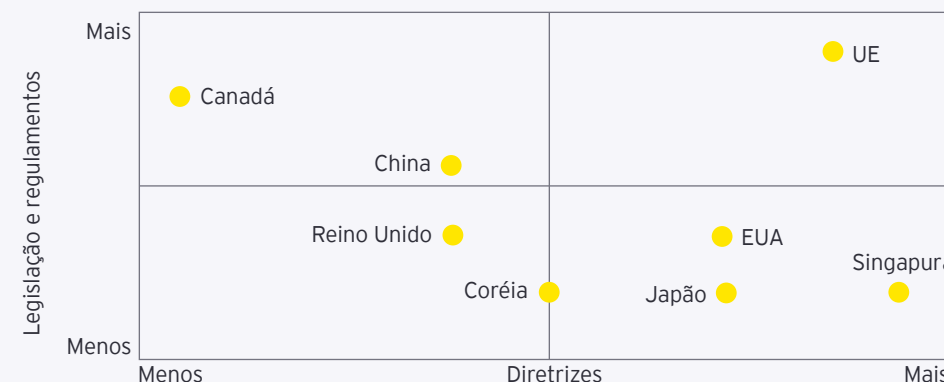 Mais
UE
Canadá
Legislação e regulamentos
China
Reino Unido
EUA
Singapura
Coréia
Japão
Menos
Menos
Diretrizes
Mais